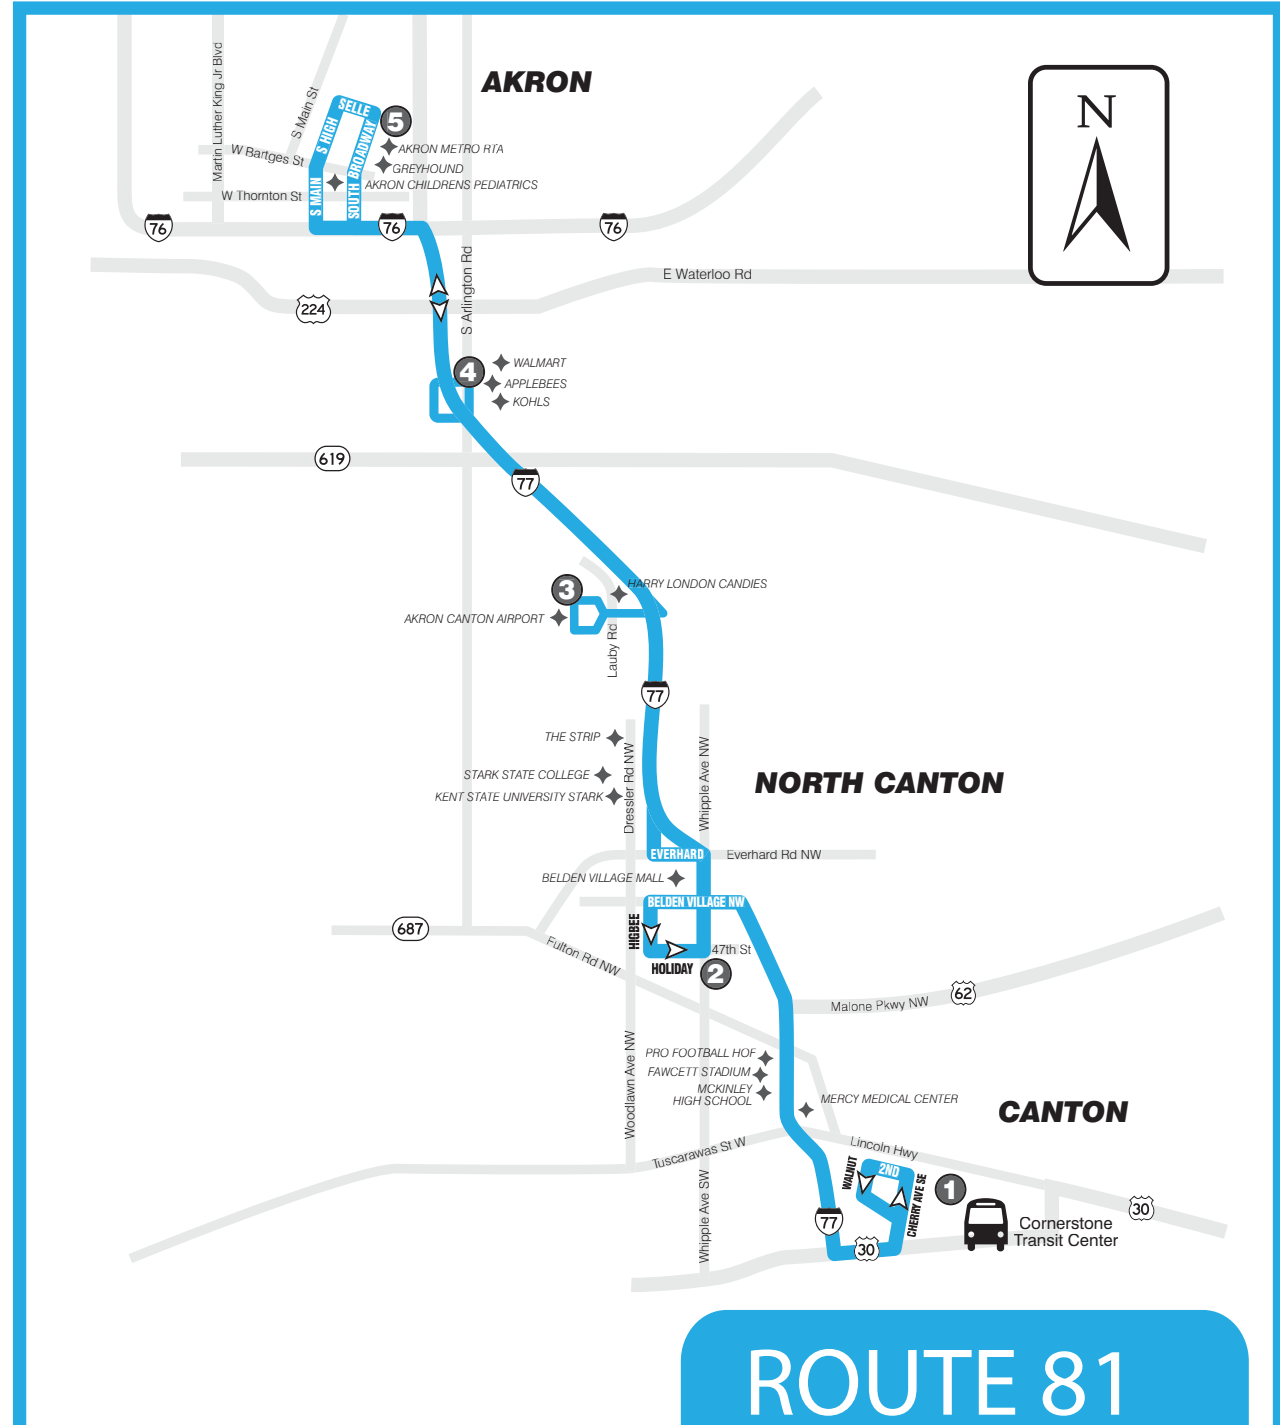 AKRON
N
Martin Luther King Jr Blvd
S Main St
SELLE
S HIGH
5
SOUTH BROADWAY
AKRON METRO RTA
W Bartges St
GREYHOUND
AKRON CHILDRENS PEDIATRICS
S MAIN
W Thornton St
76
76
76
E Waterloo Rd
S Arlington Rd
224
4
WALMART
APPLEBEES
KOHLS
619
77
3
HARRY LONDON CANDIES
AKRON CANTON AIRPORT
Lauby Rd
77
THE STRIP
STARK STATE COLLEGE
KENT STATE UNIVERSITY STARK
Dressler Rd NW
Whipple Ave NW
NORTH CANTON
EVERHARD
Everhard Rd NW
BELDEN VILLAGE MALL
BELDEN VILLAGE NW
687
HIGBEE
47th St
Fulton Rd NW
HOLIDAY
2
62
Malone Pkwy NW
PRO FOOTBALL HOF
FAWCETT STADIUM
MCKINLEY
HIGH SCHOOL
MERCY MEDICAL CENTER
CANTON
Woodlawn Ave NW
Tuscarawas St W
Lincoln Hwy
WALNUT
2ND
CHERRY AVE SE
1
Whipple Ave SW
77
30
30
Cornerstone
Transit Center
ROUTE 81